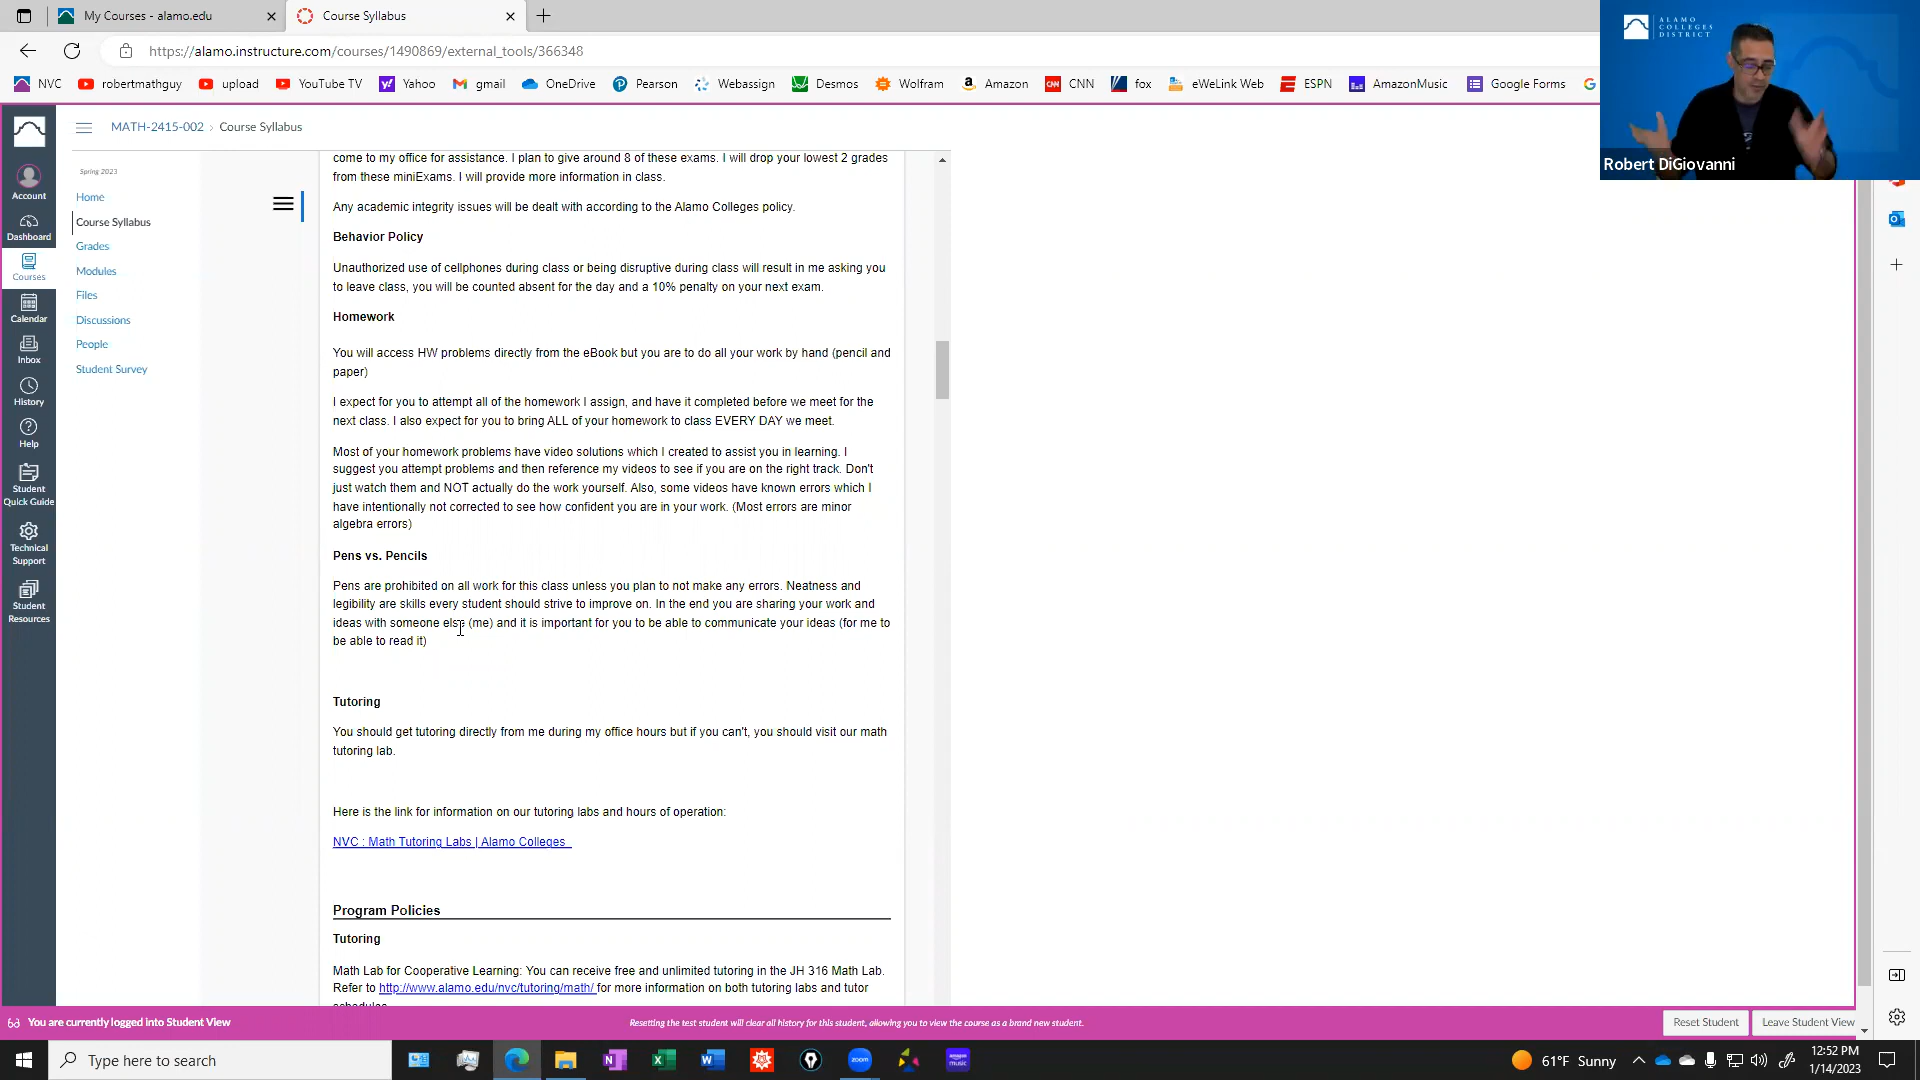 My Courses - alamo.edu
Course Syllabus
https://alamo.instructure.com/courses/1490869/external_tools/366348
NVC
robertmathguy
upload
YouTube TV
Yahoo
gmail
OneDrive
Pearson
Webassign
Desmos
Wolfram
Amazon
CNN
fox
eWeLink Web
ESPN
AmazonMusic
Google Forms
ALAMO
COLLEGES
DISTRICT
Robert DiGiovanni
MATH-2415-002 › Course Syllabus
Account
Dashboard
Courses
Calendar
Inbox
History
Help
Student
Quick Guide
Technical
Support
Student
Resources
Spring 2023
Home
Course Syllabus
Grades
Modules
Files
Discussions
People
Student Survey
come to my office for assistance. I plan to give around 8 of these exams. I will drop your lowest 2 grades
from these miniExams. I will provide more information in class.
Any academic integrity issues will be dealt with according to the Alamo Colleges policy.
Behavior Policy
Unauthorized use of cellphones during class or being disruptive during class will result in me asking you
to leave class, you will be counted absent for the day and a 10% penalty on your next exam.
Homework
You will access HW problems directly from the eBook but you are to do all your work by hand (pencil and
paper)
I expect for you to attempt all of the homework I assign, and have it completed before we meet for the
next class. I also expect for you to bring ALL of your homework to class EVERY DAY we meet.
Most of your homework problems have video solutions which I created to assist you in learning. I
suggest you attempt problems and then reference my videos to see if you are on the right track. Don't
just watch them and NOT actually do the work yourself. Also, some videos have known errors which I
have intentionally not corrected to see how confident you are in your work. (Most errors are minor
algebra errors)
Pens vs. Pencils
Pens are prohibited on all work for this class unless you plan to not make any errors. Neatness and
legibility are skills every student should strive to improve on. In the end you are sharing your work and
ideas with someone else (me) and it is important for you to be able to communicate your ideas (for me to
be able to read it)
Tutoring
You should get tutoring directly from me during my office hours but if you can't, you should visit our math
tutoring lab.
Here is the link for information on our tutoring labs and hours of operation:
NVC : Math Tutoring Labs | Alamo Colleges
Program Policies
Tutoring
Math Lab for Cooperative Learning: You can receive free and unlimited tutoring in the JH 316 Math Lab.
Refer to http://www.alamo.edu/nvc/tutoring/math/ for more information on both tutoring labs and tutor
schedules
You are currently logged into Student View
Resetting the test student will clear all history for this student, allowing you to view the course as a brand new student.
Reset Student
Leave Student View
Type here to search
61°F Sunny
12:52 PM
1/14/2023